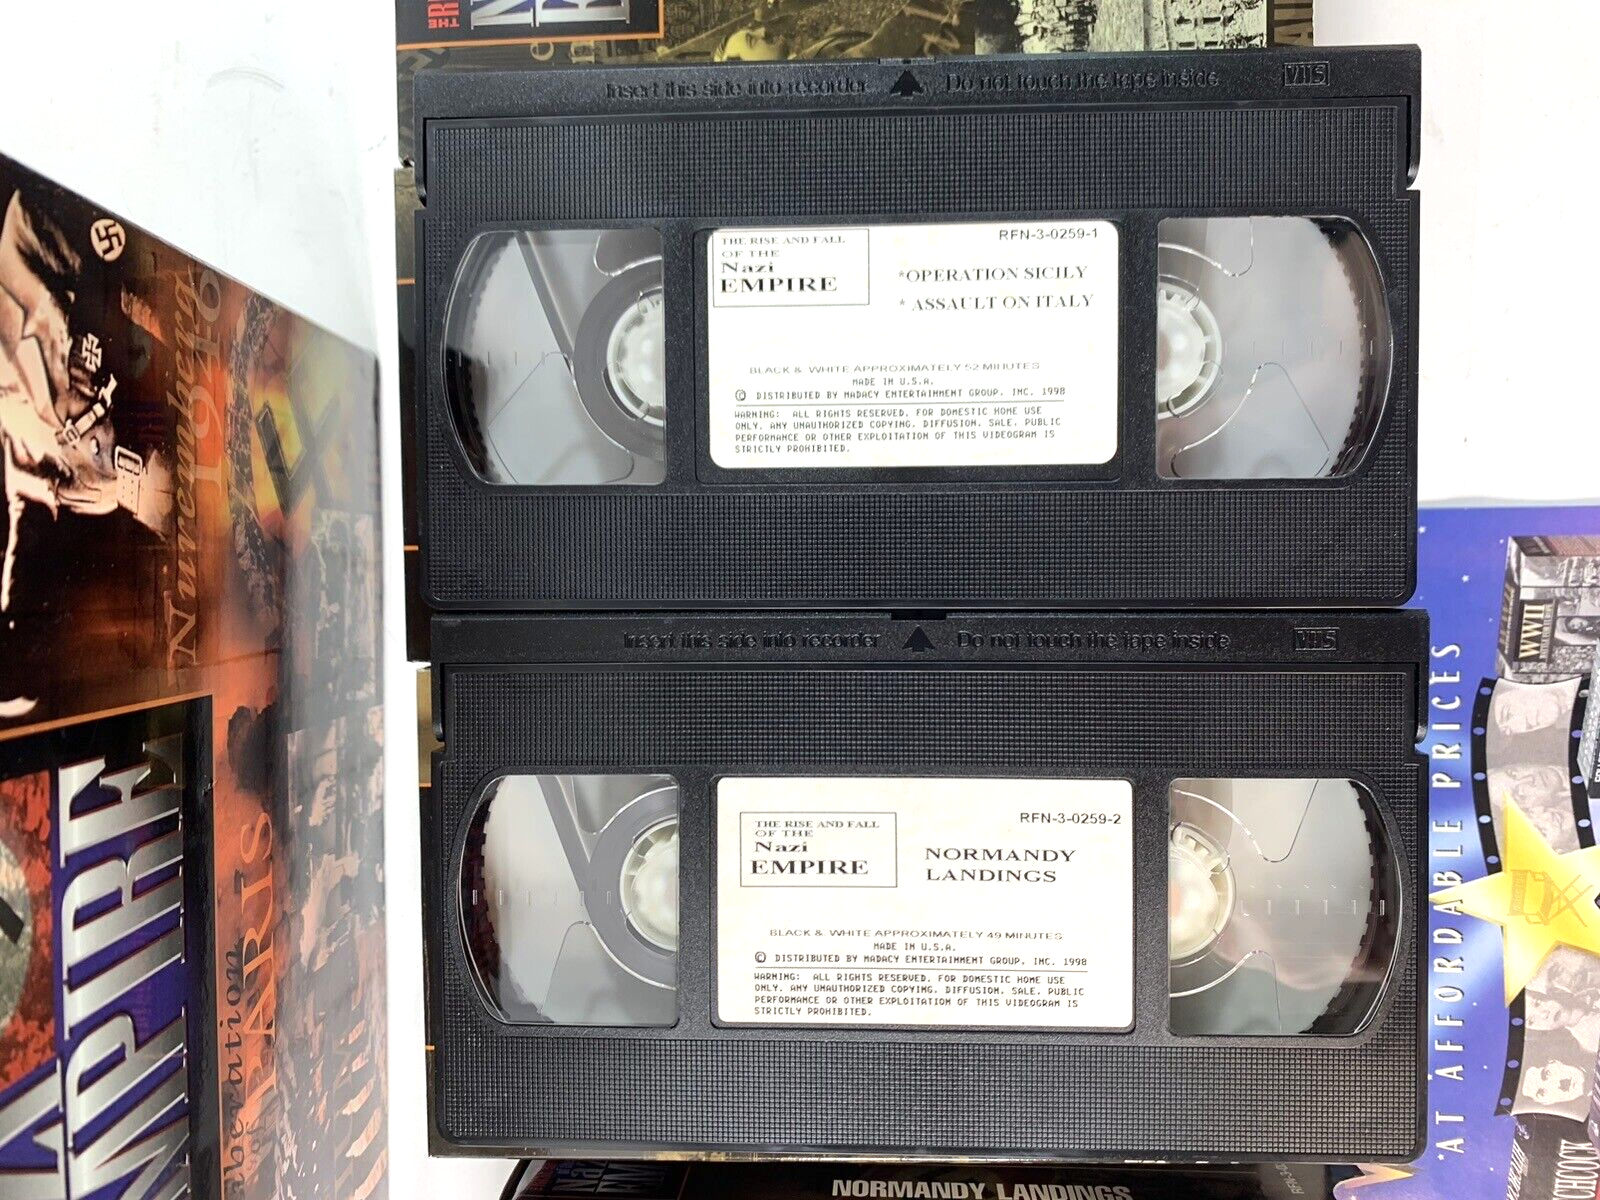 Insert this side into recorder
Do not touch the tape inside
VHS
THE RISE AND FALL
OF THE
Nazi
EMPIRE
RFN-3-0259-1
*OPERATION SICILY
* ASSAULT ON ITALY
BLACK & WHITE APPROXIMATELY 52 MINUTES
MADE IN U.S.A.
© DISTRIBUTED BY MADACY ENTERTAINMENT GROUP, INC. 1998
WARNING: ALL RIGHTS RESERVED. FOR DOMESTIC HOME USE
ONLY. ANY UNAUTHORIZED COPYING, DIFFUSION, SALE, PUBLIC
PERFORMANCE OR OTHER EXPLOITATION OF THIS VIDEOGRAM IS
STRICTLY PROHIBITED.
Insert this side into recorder
Do not touch the tape inside
VHS
THE RISE AND FALL
OF THE
Nazi
EMPIRE
RFN-3-0259-2
NORMANDY
LANDINGS
BLACK & WHITE APPROXIMATELY 49 MINUTES
MADE IN U.S.A.
© DISTRIBUTED BY MADACY ENTERTAINMENT GROUP, INC. 1998
WARNING: ALL RIGHTS RESERVED. FOR DOMESTIC HOME USE
ONLY. ANY UNAUTHORIZED COPYING, DIFFUSION, SALE, PUBLIC
PERFORMANCE OR OTHER EXPLOITATION OF THIS VIDEOGRAM IS
STRICTLY PROHIBITED.
NORMANDY LANDINGS
Nuremberg
1946
PARIS
of
EMPIRE
*AT AFFORDABLE PRICES
WWII
THE